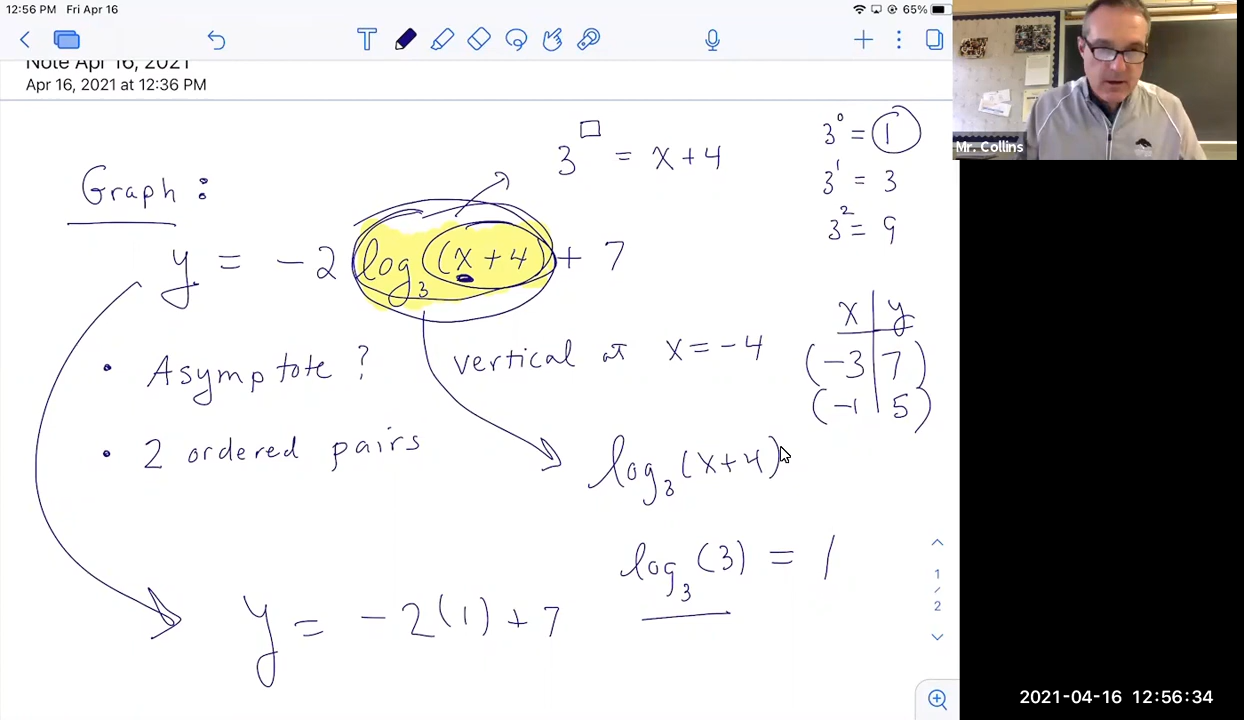 12:56 PM Fri Apr 16
65%
Note Apr 16, 2021
Apr 16, 2021 at 12:36 PM
Mr. Collins
3^□ = x+4
3^0 = 1
3^1 = 3
3^2 = 9
Graph:
y = -2 log_3 (x+4) + 7
x | y
(-3 | 7)
(-1 | 5)
• Asymptote? vertical at x = -4
• 2 ordered pairs
log_3 (x+4)
log_3 (3) = 1
y = -2(1) + 7
1
/
2
2021-04-16 12:56:34